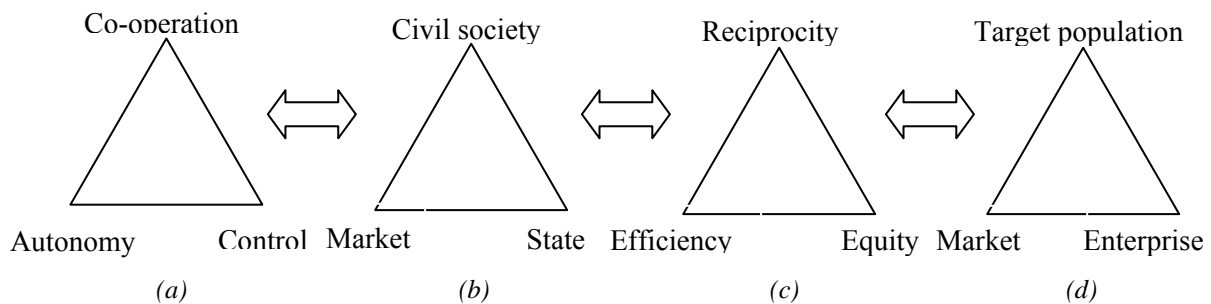 Co-operation Civil society Reciprocity Target population
Autonomy Control Market State Efficiency Equity Market Enterprise
(a) (b) (c) (d)